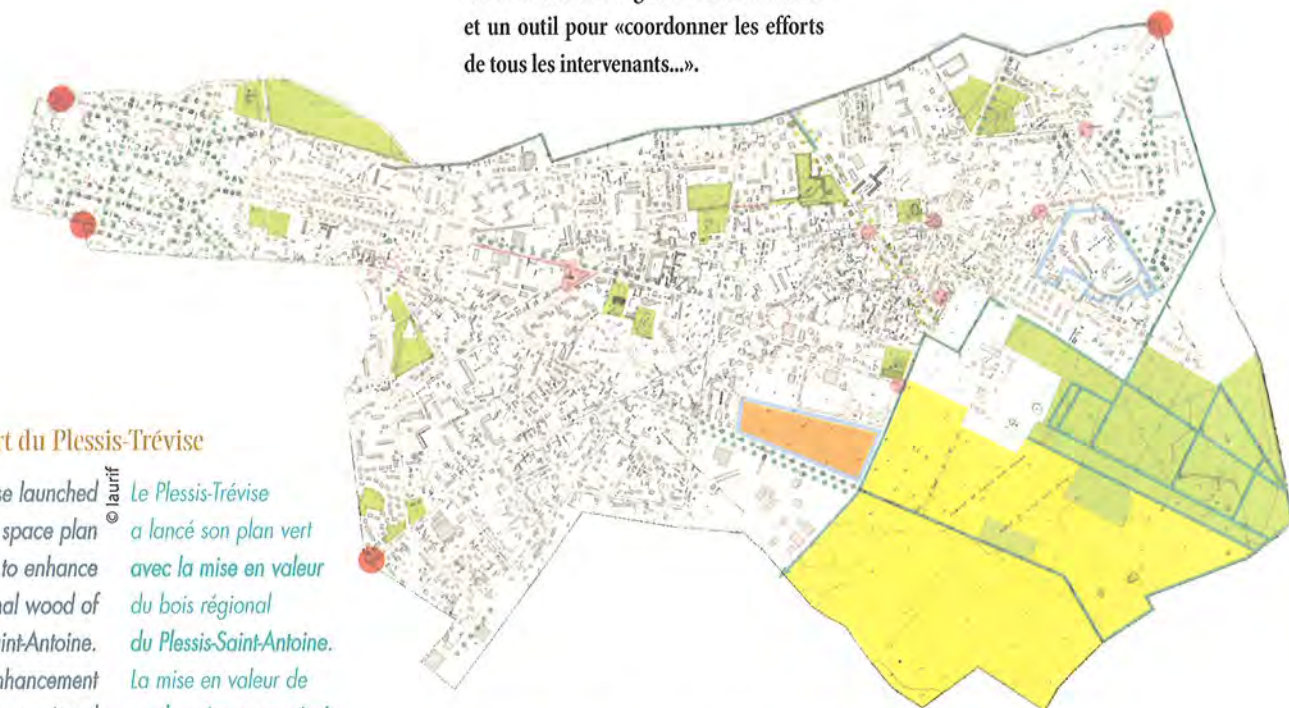 et un outil pour «coordonner les efforts
de tous les intervenants...».
rt du Plessis-Trévise
© laurif
se launched
space plan
to enhance
nal wood of
aint-Antoine.
nhancement
Le Plessis-Trévise
a lancé son plan vert
avec la mise en valeur
du bois régional
du Plessis-Saint-Antoine.
La mise en valeur de